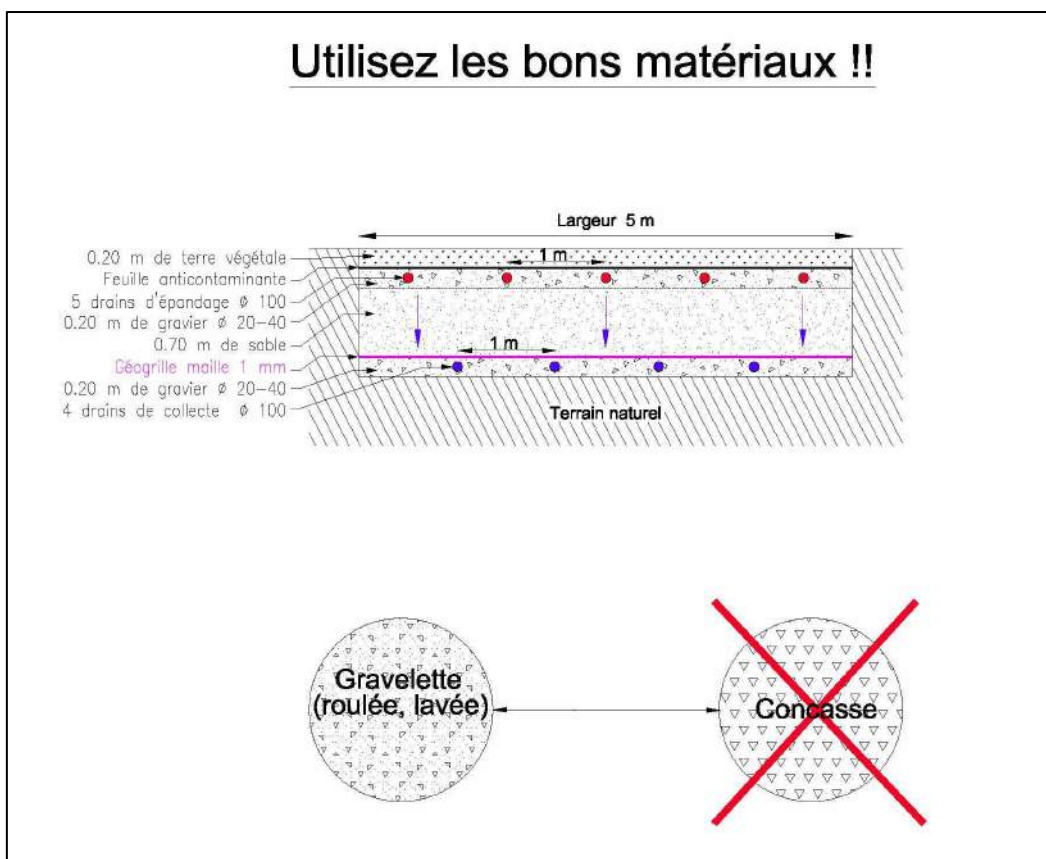 Utilisez les bons matériaux !!
Largeur 5 m
0.20 m de terre végétale
1 m
Feuille anticontaminante
5 drains d'épandage ø 100
0.20 m de gravier ø 20-40
0.70 m de sable
1 m
Géogrille maille 1 mm
0.20 m de gravier ø 20-40
4 drains de collecte ø 100
Terrain naturel
Gravelette
(roulée, lavée)
Concasse